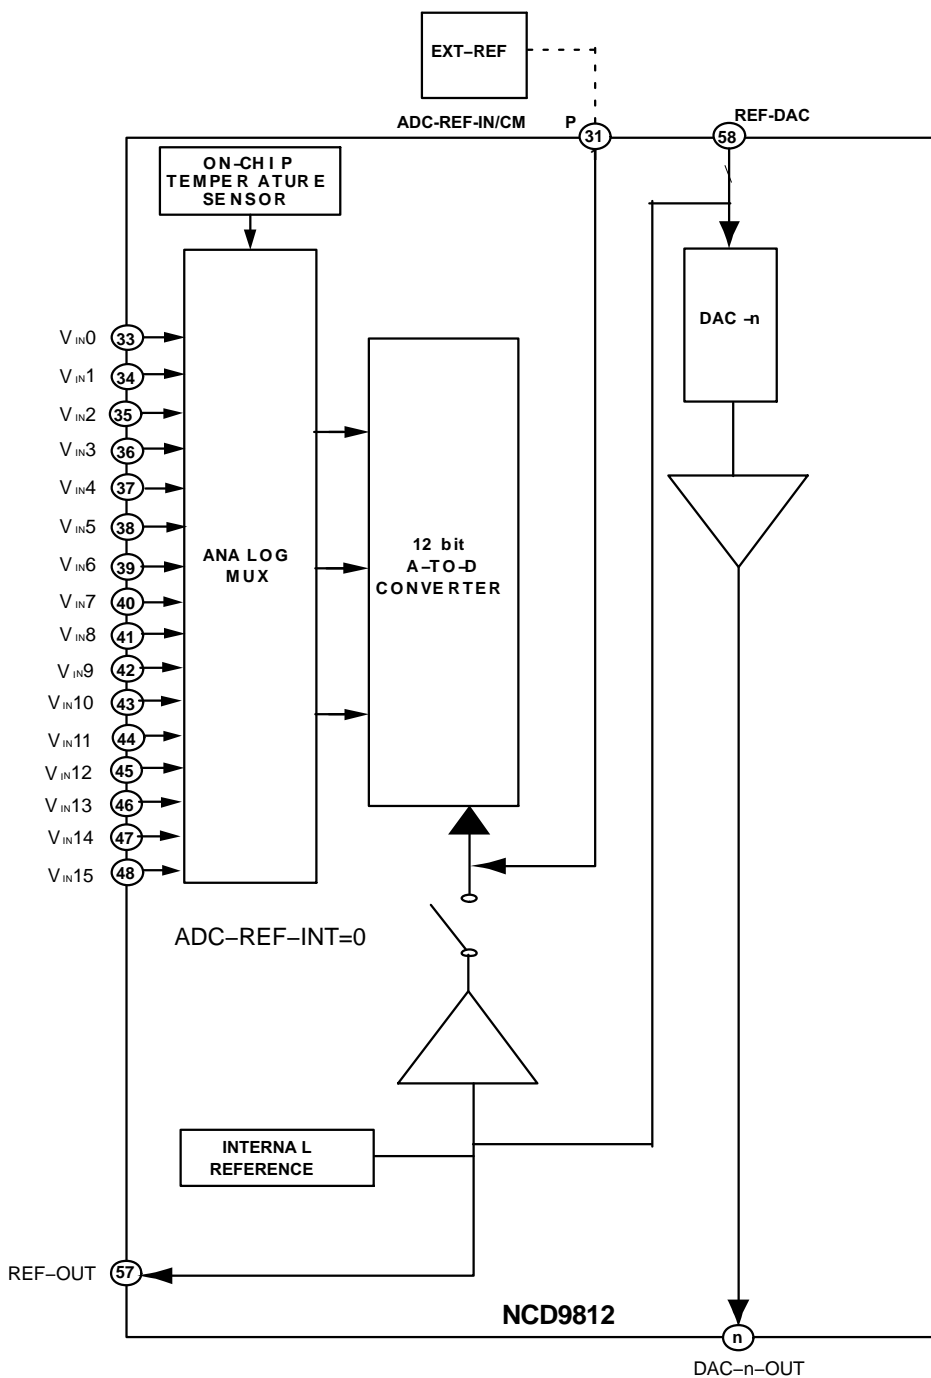 EXT–REF
ADC-REF-IN/CM P 31 58 REF-DAC
ON–CHIP
TEMPERATURE
SENSOR
DAC –n
VIN0 33
VIN1 34
VIN2 35
VIN3 36
VIN4 37
VIN5 38
VIN6 39
VIN7 40
VIN8 41
VIN9 42
VIN10 43
VIN11 44
VIN12 45
VIN13 46
VIN14 47
VIN15 48
ANALOG
MUX
12 bit
A–TO–D
CONVERTER
ADC–REF–INT=0
INTERNAL
REFERENCE
REF–OUT 57
NCD9812
n
DAC–n–OUT